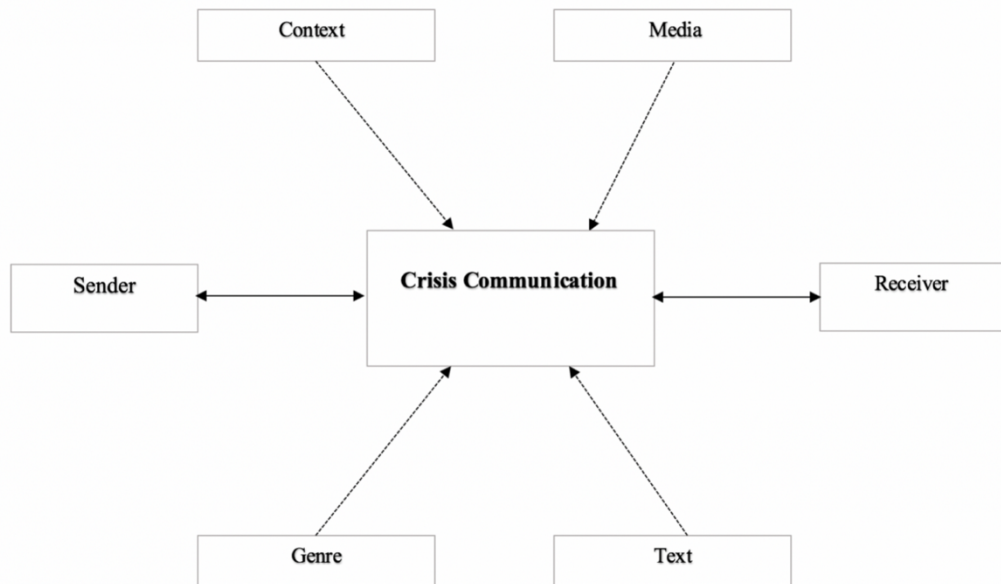 Context
Media
Sender
Crisis Communication
Receiver
Genre
Text